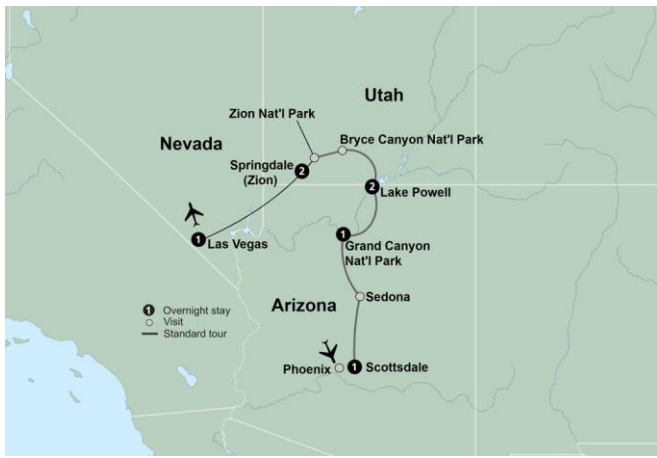 Utah
Zion Nat'l Park
Nevada
Bryce Canyon Nat'l Park
Springdale
(Zion)
2
2
Lake Powell
1
Las Vegas
1
Grand Canyon
Nat'l Park
Arizona
Sedona
1 Overnight stay
Visit
Standard tour
Phoenix
1
Scottsdale